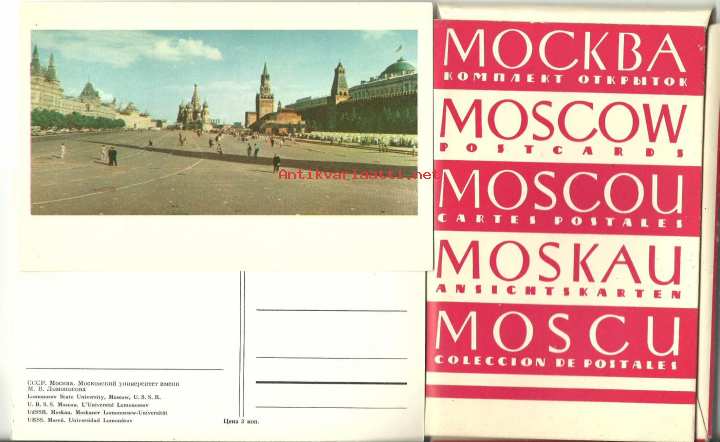 МОСКВА
КОМПЛЕКТ ОТКРЫТОК
MOSCOW
POSTCARDS
MOSCOU
CARTES POSTALES
MOSKAU
ANSICHTSKARTEN
MOSCU
COLECCION DE POSTALES
Antikvariaatti.net
СССР. Москва. Московский университет имени
М. В. Ломоносова
Lomonosov State University, Moscow, U.S.S.R.
U.R.S.S. Moscou, L'Université Lomonossov
UdSSR. Moskau, Moskauer Lomonossow-Universität
URSS. Moscú. Universidad Lomonósov
Цена 3 коп.